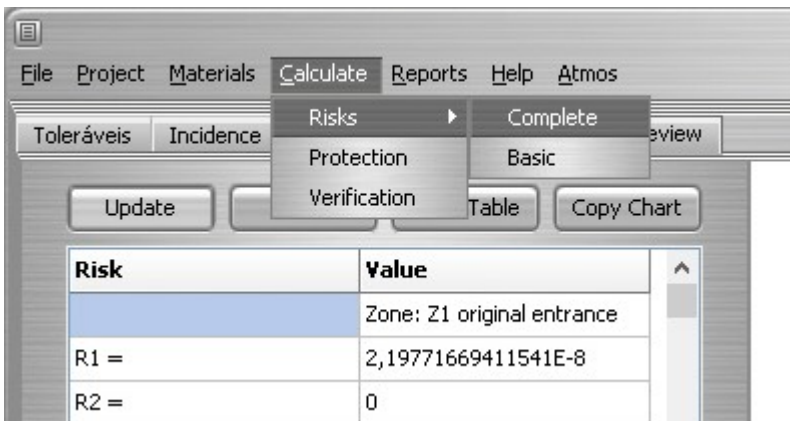 File Project Materials Calculate Reports Help Atmos
Risks Complete
Toleráveis Incidence eview
Protection Basic
Verification
Update Table Copy Chart
Risk Value
Zone: Z1 original entrance
R1 = 2,19771669411541E-8
R2 = 0